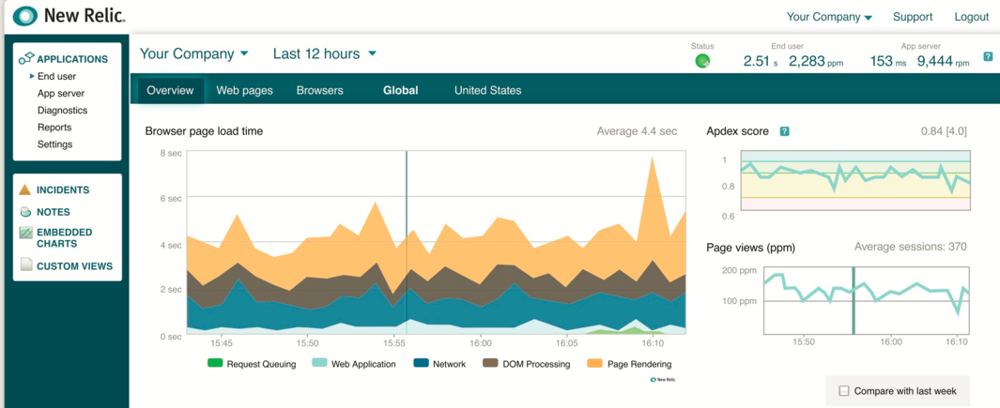 New Relic.
Your Company Support Logout
APPLICATIONS
End user
App server
Diagnostics
Reports
Settings
INCIDENTS
NOTES
EMBEDDED
CHARTS
CUSTOM VIEWS
Your Company Last 12 hours
Status End user App server
2.51 s 2,283 ppm 153 ms 9,444 rpm ?
Overview Web pages Browsers Global United States
Browser page load time Average 4.4 sec
8 sec
6 sec
4 sec
2 sec
0 sec
15:45 15:50 15:55 16:00 16:05 16:10
Request Queuing Web Application Network DOM Processing Page Rendering
New Relic.
Apdex score ? 0.84 [4.0]
1
0.8
0.6
Page views (ppm) Average sessions: 370
200 ppm
100 ppm
15:50 16:00 16:10
Compare with last week